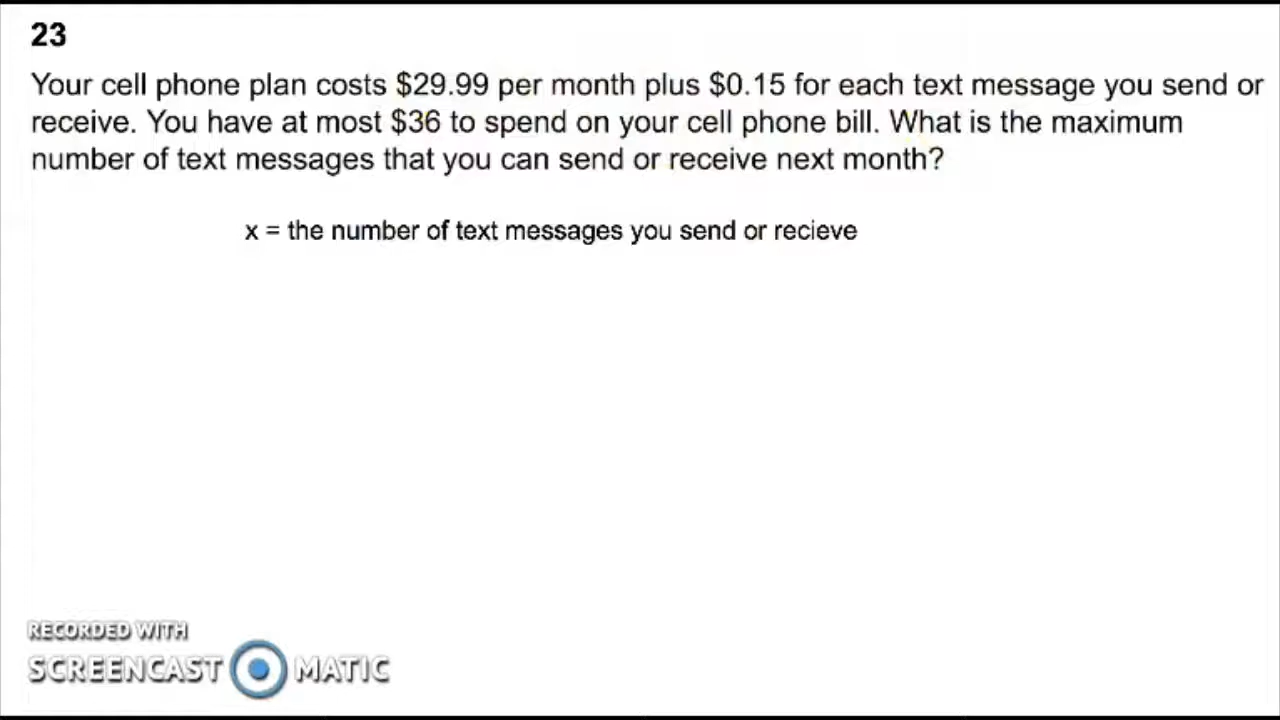 23
Your cell phone plan costs $29.99 per month plus $0.15 for each text message you send or
receive. You have at most $36 to spend on your cell phone bill. What is the maximum
number of text messages that you can send or receive next month?
x = the number of text messages you send or recieve
RECORDED WITH
SCREENCAST MATIC